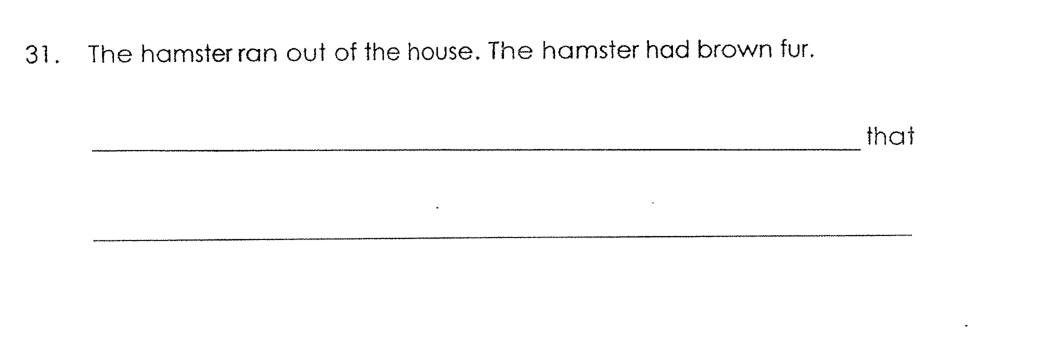 31. The hamster ran out of the house. The hamster had brown fur.
that